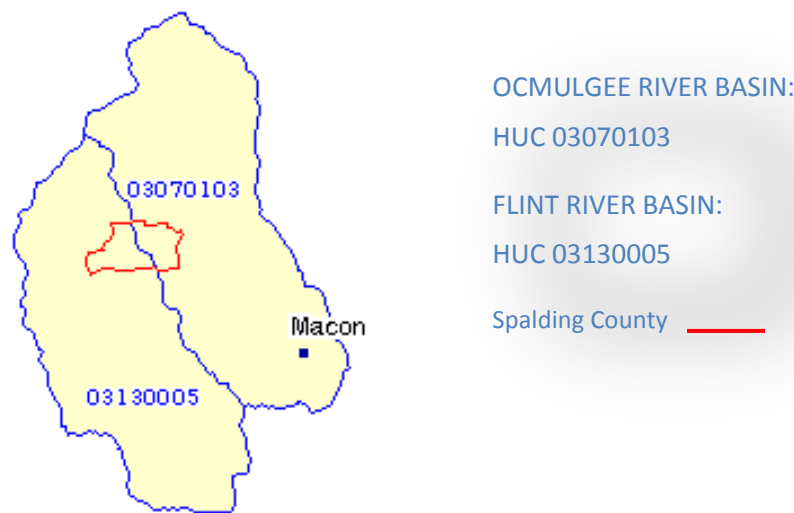 03070103
03130005
Macon
OCMULGEE RIVER BASIN:
HUC 03070103
FLINT RIVER BASIN:
HUC 03130005
Spalding County